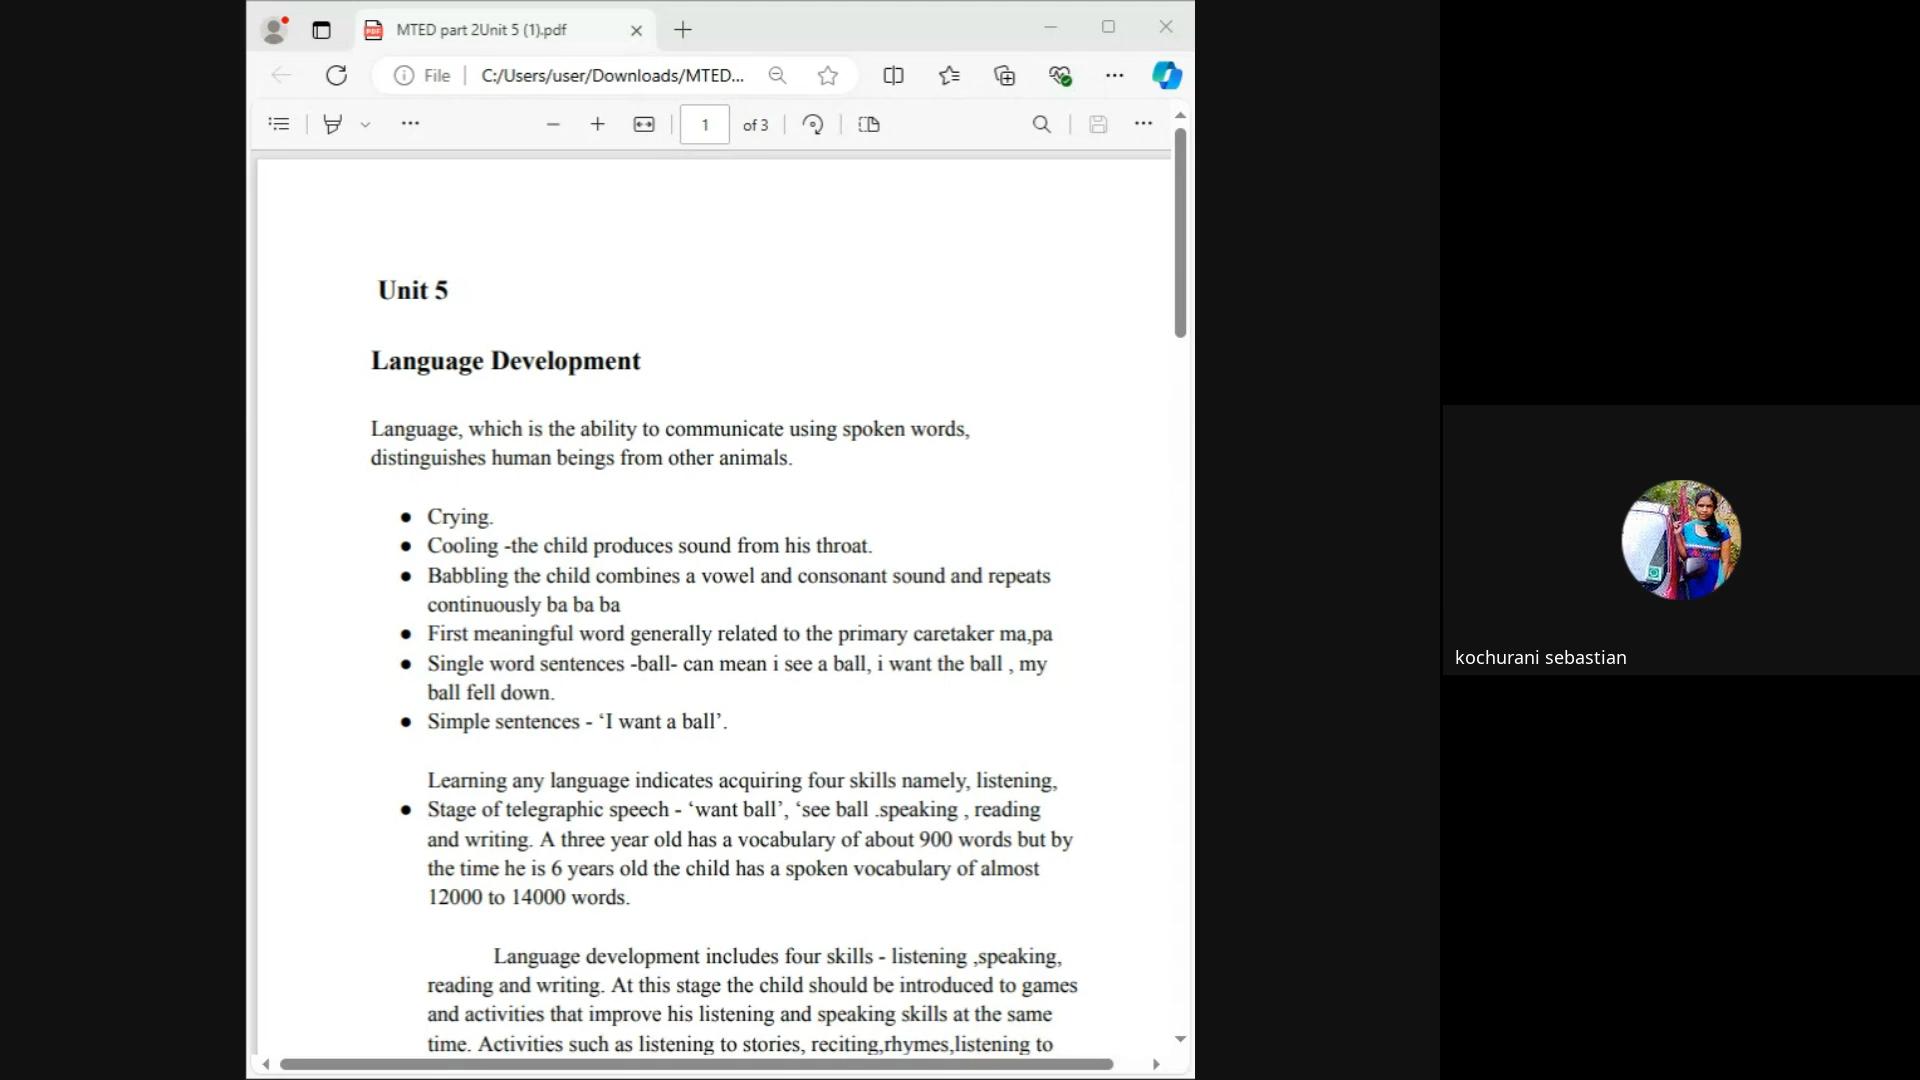 MTED part 2Unit 5 (1).pdf
File
C:/Users/user/Downloads/MTED...
1 of 3
Unit 5
Language Development
Language, which is the ability to communicate using spoken words,
distinguishes human beings from other animals.
● Crying.
● Cooling -the child produces sound from his throat.
● Babbling the child combines a vowel and consonant sound and repeats
continuously ba ba ba
● First meaningful word generally related to the primary caretaker ma,pa
● Single word sentences -ball- can mean i see a ball, i want the ball , my
ball fell down.
● Simple sentences - ‘I want a ball’.
Learning any language indicates acquiring four skills namely, listening,
● Stage of telegraphic speech - ‘want ball’, ‘see ball .speaking , reading
and writing. A three year old has a vocabulary of about 900 words but by
the time he is 6 years old the child has a spoken vocabulary of almost
12000 to 14000 words.
Language development includes four skills - listening ,speaking,
reading and writing. At this stage the child should be introduced to games
and activities that improve his listening and speaking skills at the same
time. Activities such as listening to stories, reciting,rhymes,listening to
kochurani sebastian